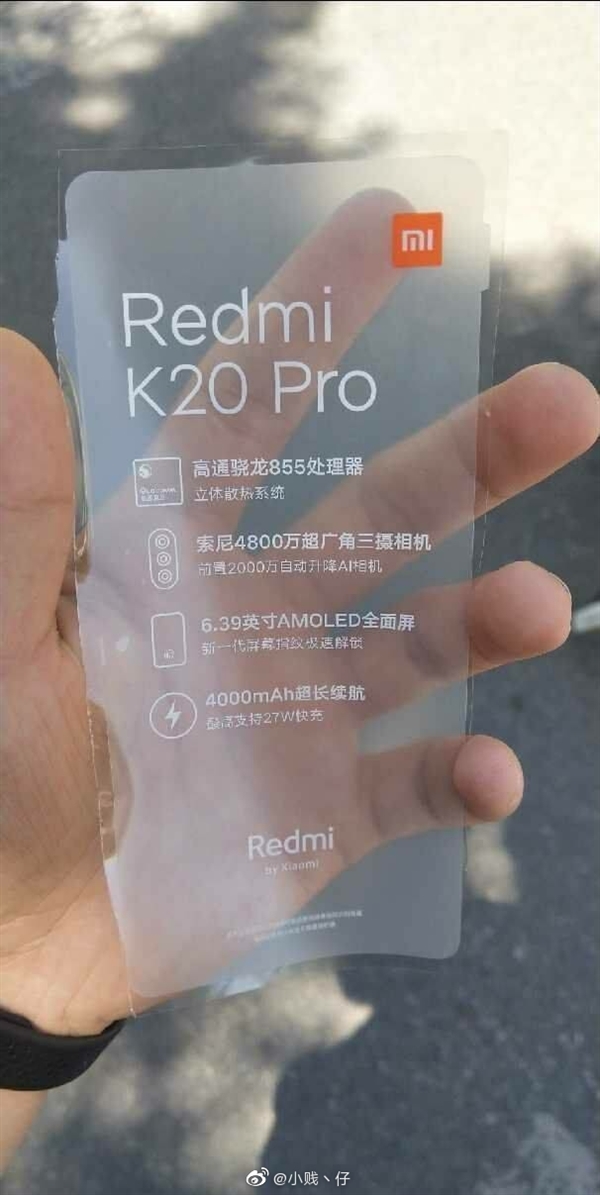 mi
Redmi
K20 Pro
高通骁龙855处理器
立体散热系统
索尼4800万超广角三摄相机
前置2000万自动升降AI相机
6.39英寸AMOLED全面屏
新一代屏幕指纹极速解锁
4000mAh超长续航
最高支持27W快充
Redmi
by Xiaomi
@小贱丶仔